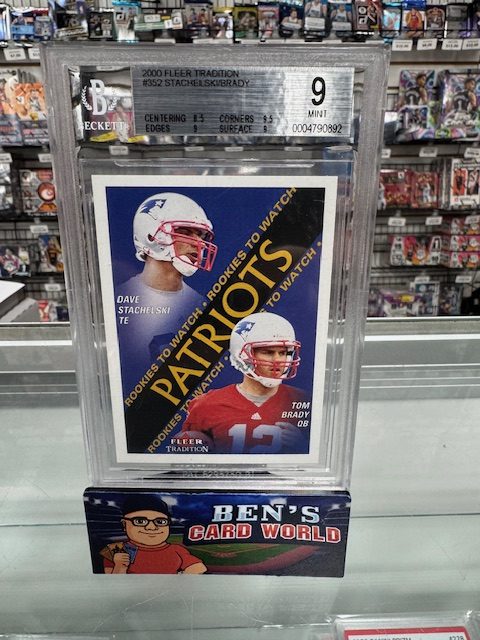 2000 FLEER TRADITION
#352 STACHELSKI/BRADY
9
MINT
B
BECKETT
CENTERING 8.5 CORNERS 9.5
EDGES 9 SURFACE 9
0004790892
ROOKIES TO WATCH • ROOKIES TO WATCH
PATRIOTS
ROOKIES TO WATCH • ROOKIES TO WATCH •
DAVE
STACHELSKI
TE
TOM
BRADY
QB
12
FLEER
TRADITION
BEN'S
CARD WORLD